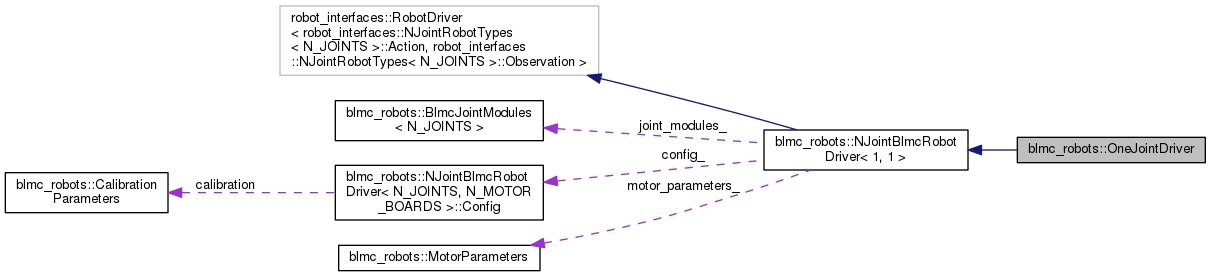 robot_interfaces::RobotDriver
< robot_interfaces::NJointRobotTypes
< N_JOINTS >::Action, robot_interfaces
::NJointRobotTypes< N_JOINTS >::Observation >
blmc_robots::BlmcJointModules
< N_JOINTS >
joint_modules_
blmc_robots::NJointBlmcRobot
Driver< 1, 1 >
blmc_robots::OneJointDriver
config_
blmc_robots::Calibration
Parameters
calibration
blmc_robots::NJointBlmcRobot
Driver< N_JOINTS, N_MOTOR
_BOARDS >::Config
motor_parameters_
blmc_robots::MotorParameters